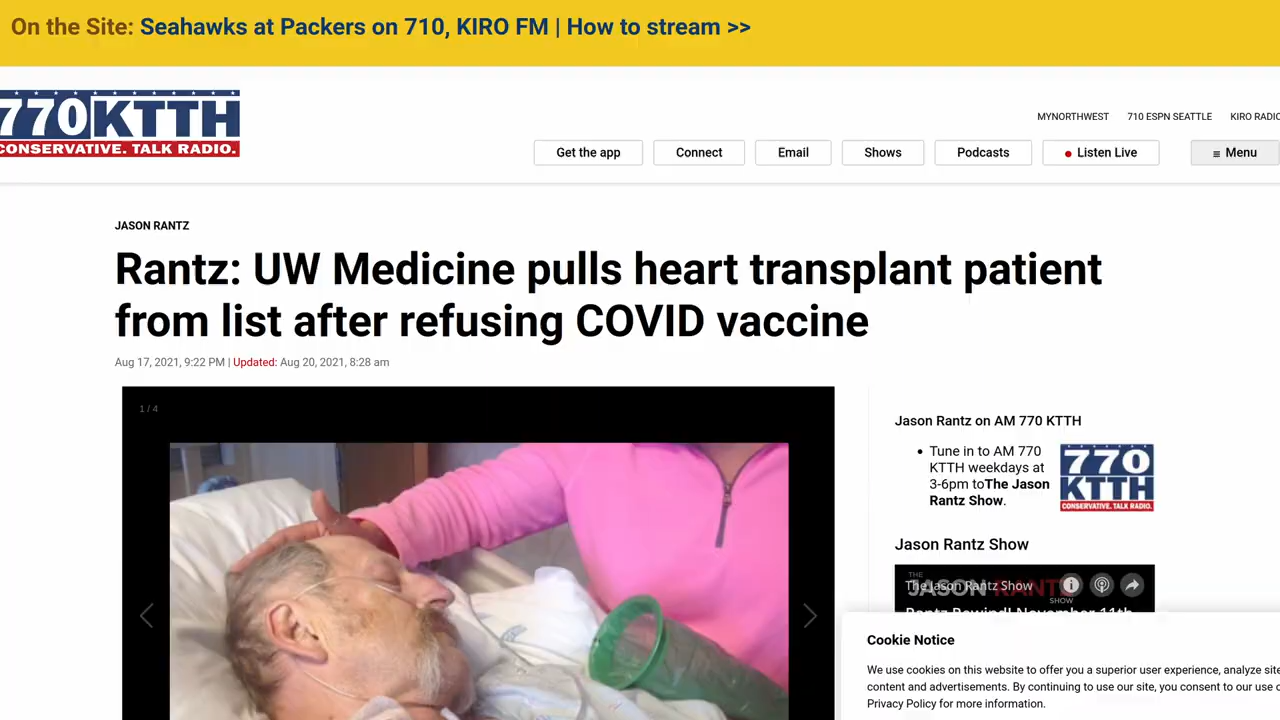 On the Site: Seahawks at Packers on 710, KIRO FM | How to stream >>
770 KTTH
CONSERVATIVE. TALK RADIO.
MYNORTHWEST 710 ESPN SEATTLE KIRO RADIO
Get the app Connect Email Shows Podcasts Listen Live Menu
JASON RANTZ
Rantz: UW Medicine pulls heart transplant patient
from list after refusing COVID vaccine
Aug 17, 2021, 9:22 PM | Updated: Aug 20, 2021, 8:28 am
1 / 4
Jason Rantz on AM 770 KTTH
Tune in to AM 770
KTTH weekdays at
3-6pm toThe Jason
Rantz Show.
770
KTTH
CONSERVATIVE. TALK RADIO.
Jason Rantz Show
THE
JASON RANTZ
SHOW
The Jason Rantz Show
Rantz Rewind! November 11th
Cookie Notice
We use cookies on this website to offer you a superior user experience, analyze site
content and advertisements. By continuing to use our site, you consent to our use
Privacy Policy for more information.